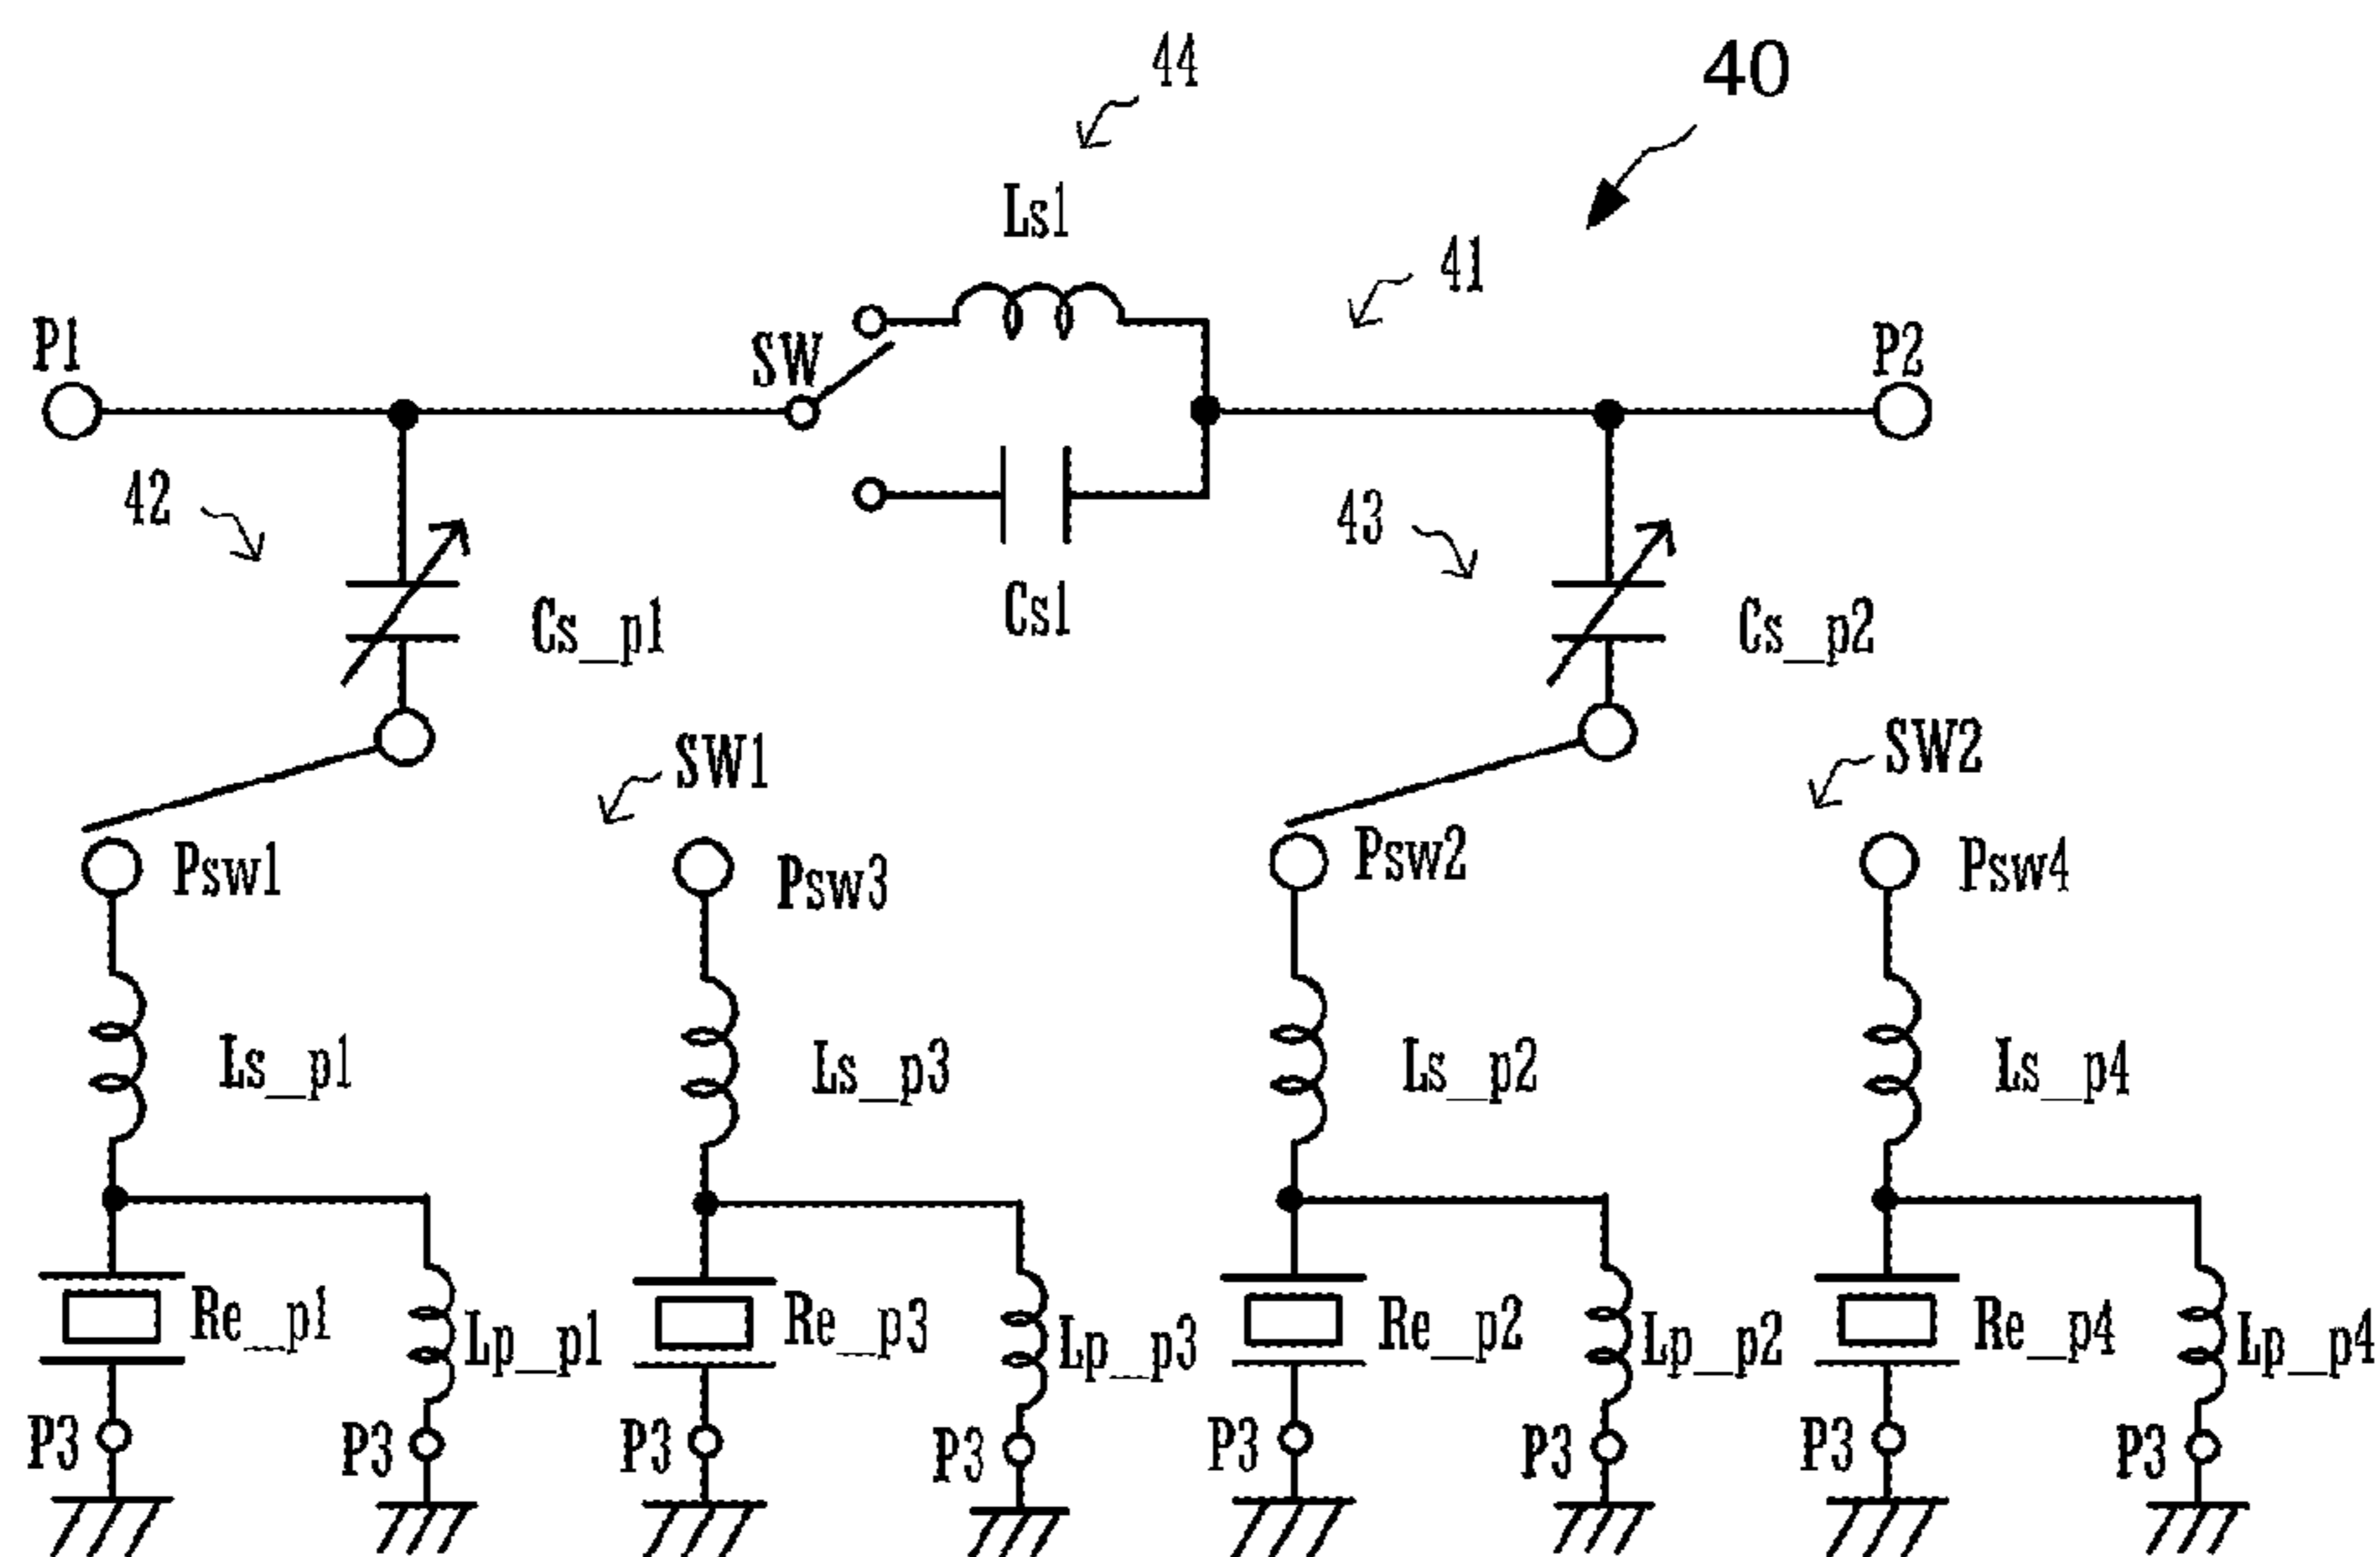 44
40
Ls1
41
P1
SW
P2
42
43
Cs1
Cs_p1
Cs_p2
SW1
SW2
Psw1
Psw3
Psw2
Psw4
Ls_p1
Ls_p3
Ls_p2
Ls_p4
Re_p1
Lp_p1
Re_p3
Lp_p3
Re_p2
Lp_p2
Re_p4
Lp_p4
P3
P3
P3
P3
P3
P3
P3
P3